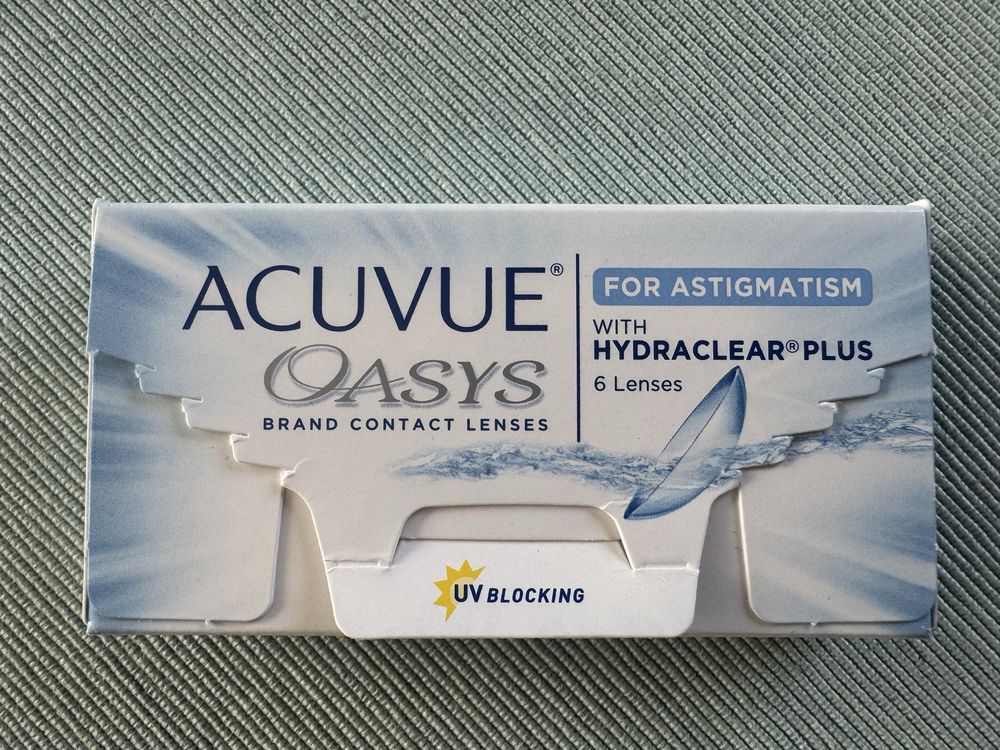 ACUVUE®
OASYS
BRAND CONTACT LENSES
FOR ASTIGMATISM
WITH
HYDRACLEAR® PLUS
6 Lenses
UV BLOCKING